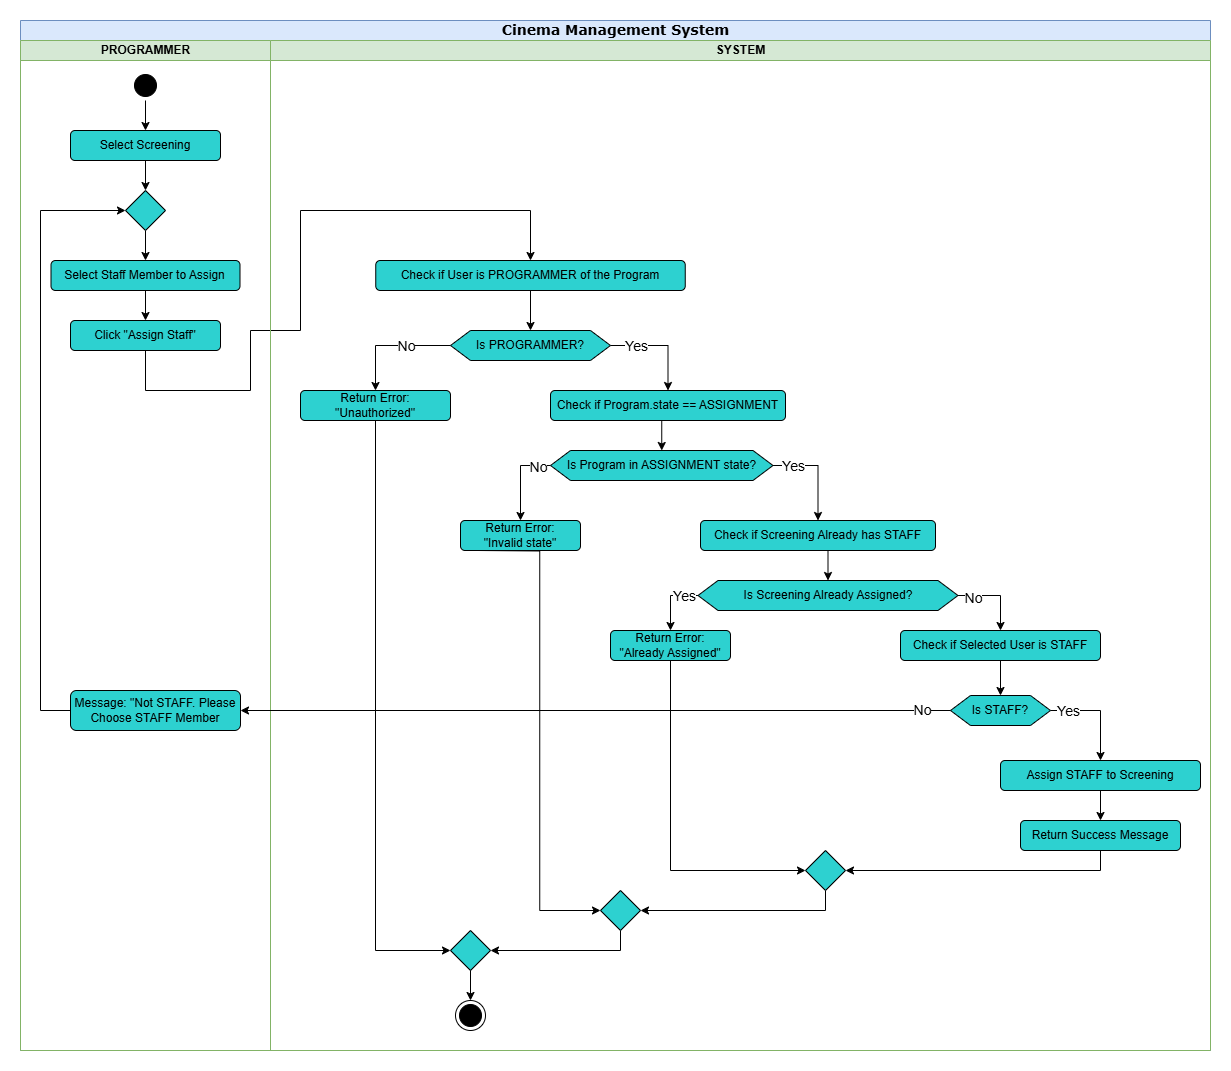 Cinema Management System
PROGRAMMER
SYSTEM
Select Screening
Select Staff Member to Assign
Check if User is PROGRAMMER of the Program
Click "Assign Staff"
Is PROGRAMMER?
No
Yes
Return Error:
"Unauthorized"
Check if Program.state == ASSIGNMENT
Is Program in ASSIGNMENT state?
No
Yes
Return Error:
"Invalid state"
Check if Screening Already has STAFF
Is Screening Already Assigned?
Yes
No
Return Error:
"Already Assigned"
Check if Selected User is STAFF
Message: "Not STAFF. Please
Choose STAFF Member
No
Is STAFF?
Yes
Assign STAFF to Screening
Return Success Message